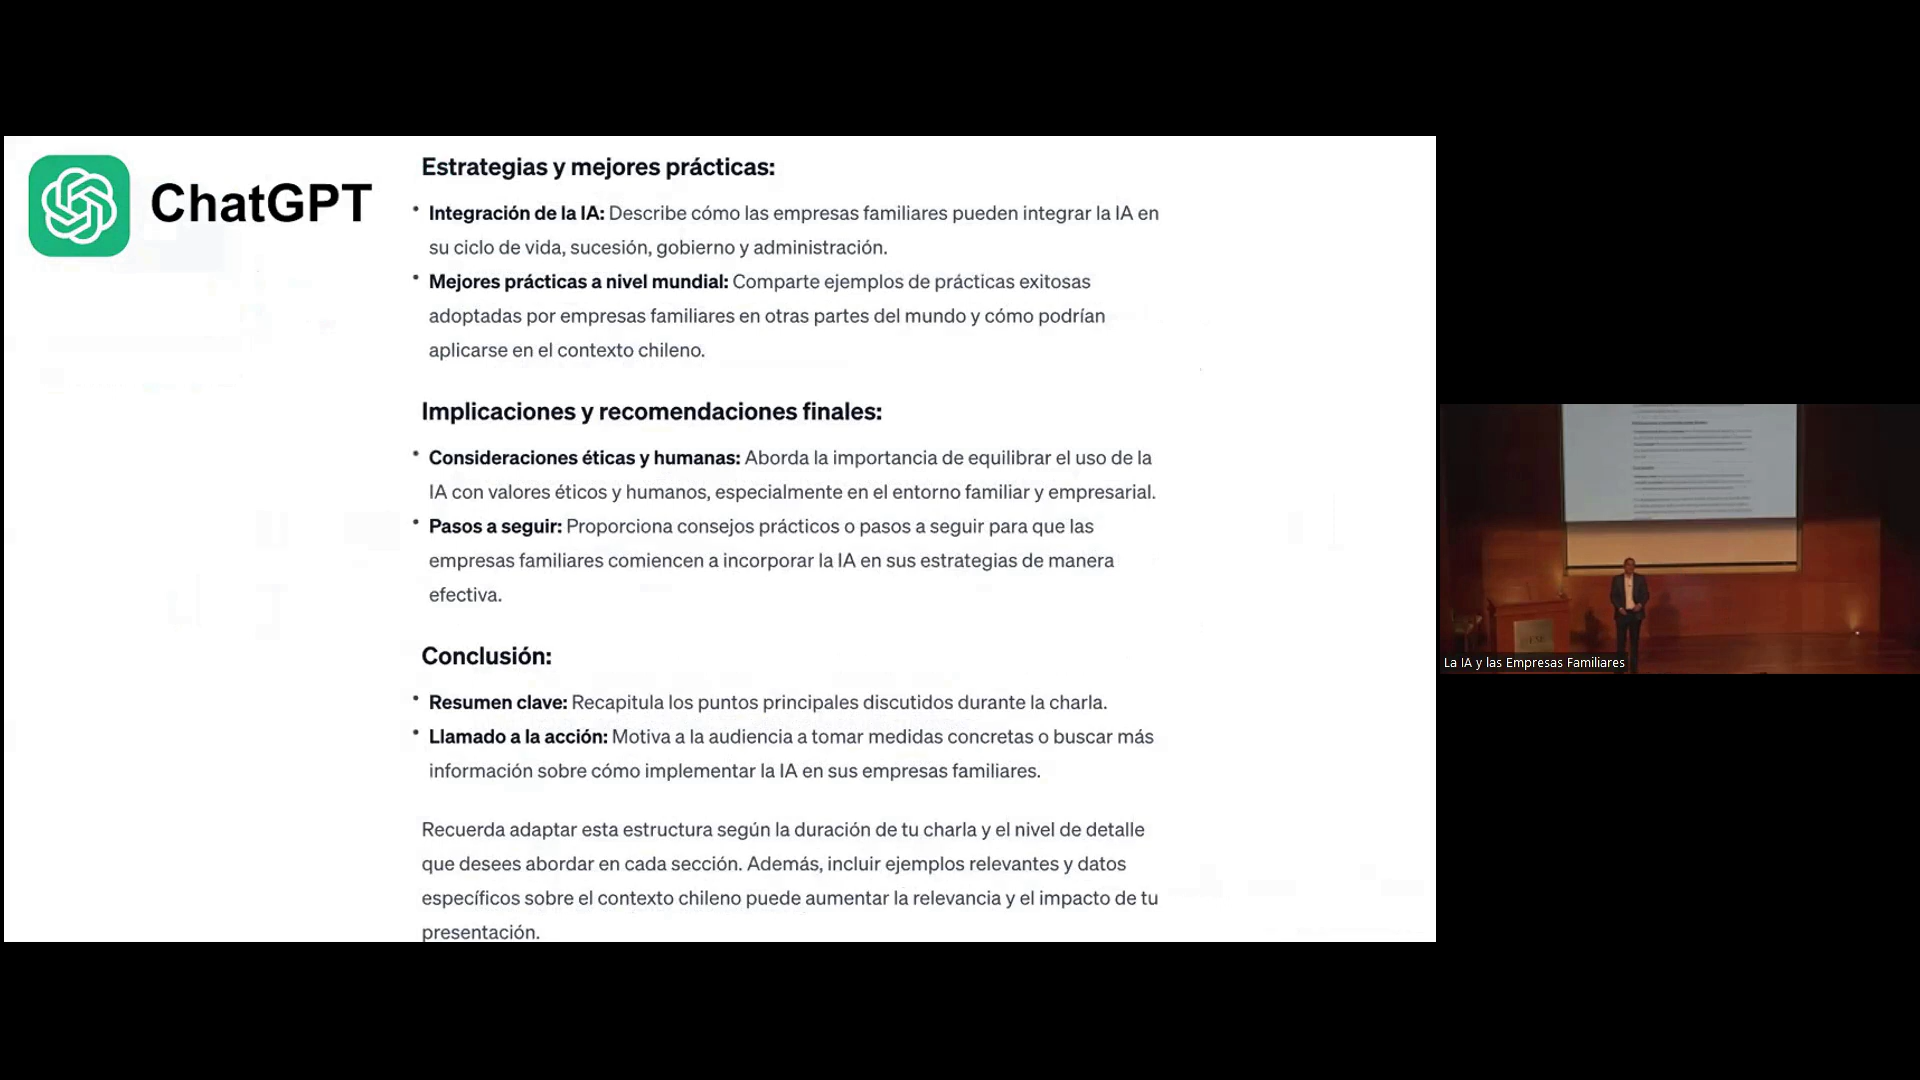 ChatGPT
Estrategias y mejores prácticas:
• Integración de la IA: Describe cómo las empresas familiares pueden integrar la IA en
su ciclo de vida, sucesión, gobierno y administración.
• Mejores prácticas a nivel mundial: Comparte ejemplos de prácticas exitosas
adoptadas por empresas familiares en otras partes del mundo y cómo podrían
aplicarse en el contexto chileno.
Implicaciones y recomendaciones finales:
• Consideraciones éticas y humanas: Aborda la importancia de equilibrar el uso de la
IA con valores éticos y humanos, especialmente en el entorno familiar y empresarial.
• Pasos a seguir: Proporciona consejos prácticos o pasos a seguir para que las
empresas familiares comiencen a incorporar la IA en sus estrategias de manera
efectiva.
Conclusión:
• Resumen clave: Recapitula los puntos principales discutidos durante la charla.
• Llamado a la acción: Motiva a la audiencia a tomar medidas concretas o buscar más
información sobre cómo implementar la IA en sus empresas familiares.
Recuerda adaptar esta estructura según la duración de tu charla y el nivel de detalle
que desees abordar en cada sección. Además, incluir ejemplos relevantes y datos
específicos sobre el contexto chileno puede aumentar la relevancia y el impacto de tu
presentación.
La IA y las Empresas Familiares